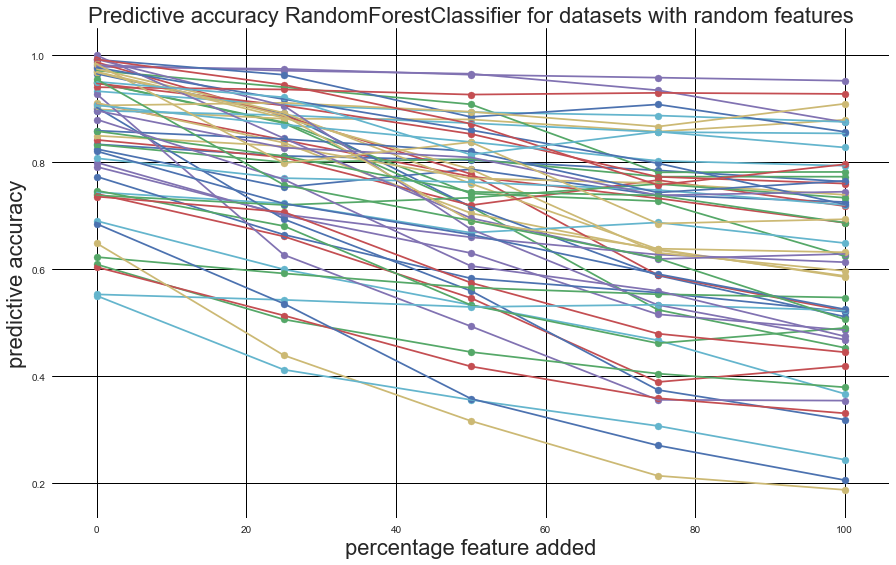 Predictive accuracy RandomForestClassifier for datasets with random features
1.0
0.8
0.6
0.4
0.2
predictive accuracy
0 20 40 60 80 100
percentage feature added